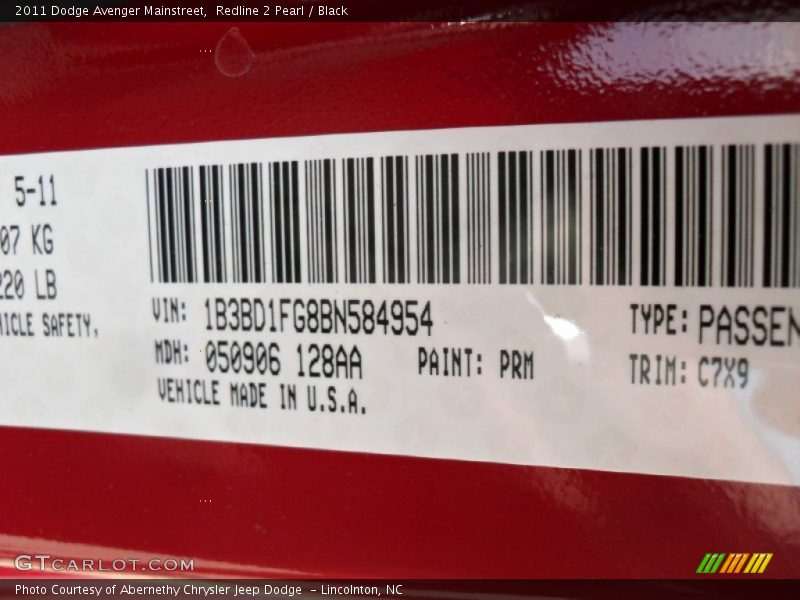 2011 Dodge Avenger Mainstreet,  Redline 2 Pearl / Black
5-11
07 KG
220 LB
HICLE SAFETY,
VIN: 1B3BD1FG8BN584954
TYPE: PASSEN
MDH: 050906 128AA
PAINT: PRM
TRIM: C7X9
VEHICLE MADE IN U.S.A.
GTCARLOT.COM
Photo Courtesy of Abernethy Chrysler Jeep Dodge - Lincolnton, NC